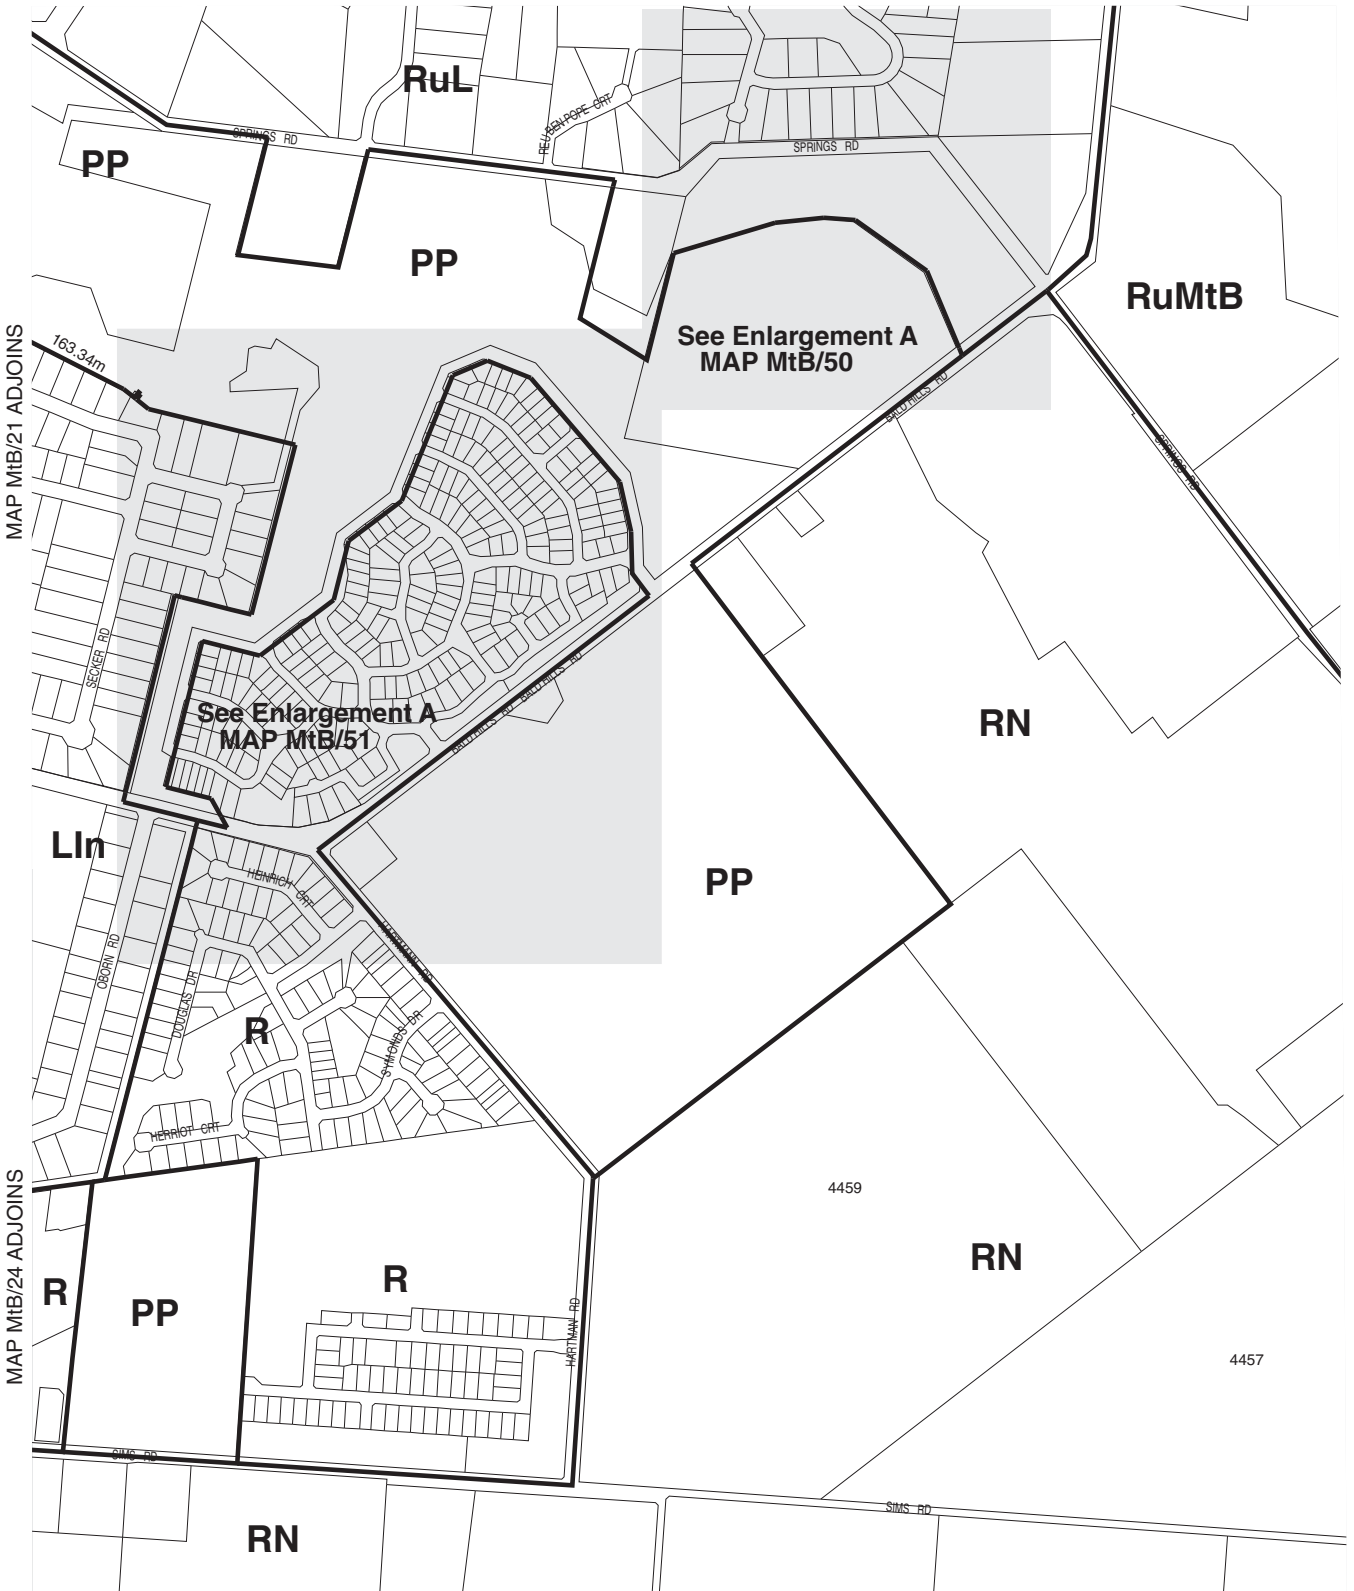 RuL
REUBEN POPE CRT
SPRINGS RD
SPRINGS RD
PP
PP
RuMtB
See Enlargement A
MAP MtB/50
163.34m
MAP MtB/21 ADJOINS
BALD HILLS RD
SPRINGS RD
SECKER RD
BALD HILLS RD
BALD HILLS RD
See Enlargement A
MAP MtB/51
RN
LIn
HEINRICH CRT
PP
HARTMANN RD
OBORN RD
DOUGLAS DR
R
SYMONDS DR
HERRIOT CRT
MAP MtB/24 ADJOINS
4459
RN
R
R
PP
HARTMAN RD
4457
SIMS RD
SIMS RD
RN